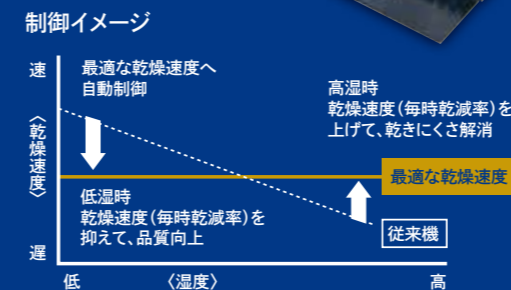 制御イメージ
速
最適な乾燥速度へ
自動制御
高湿時
乾燥速度（毎時乾減率）を
上げて、乾きにくさ解消
〈乾燥速度〉
最適な乾燥速度
低湿時
乾燥速度（毎時乾減率）を
抑えて、品質向上
従来機
遅
低
〈湿度〉
高